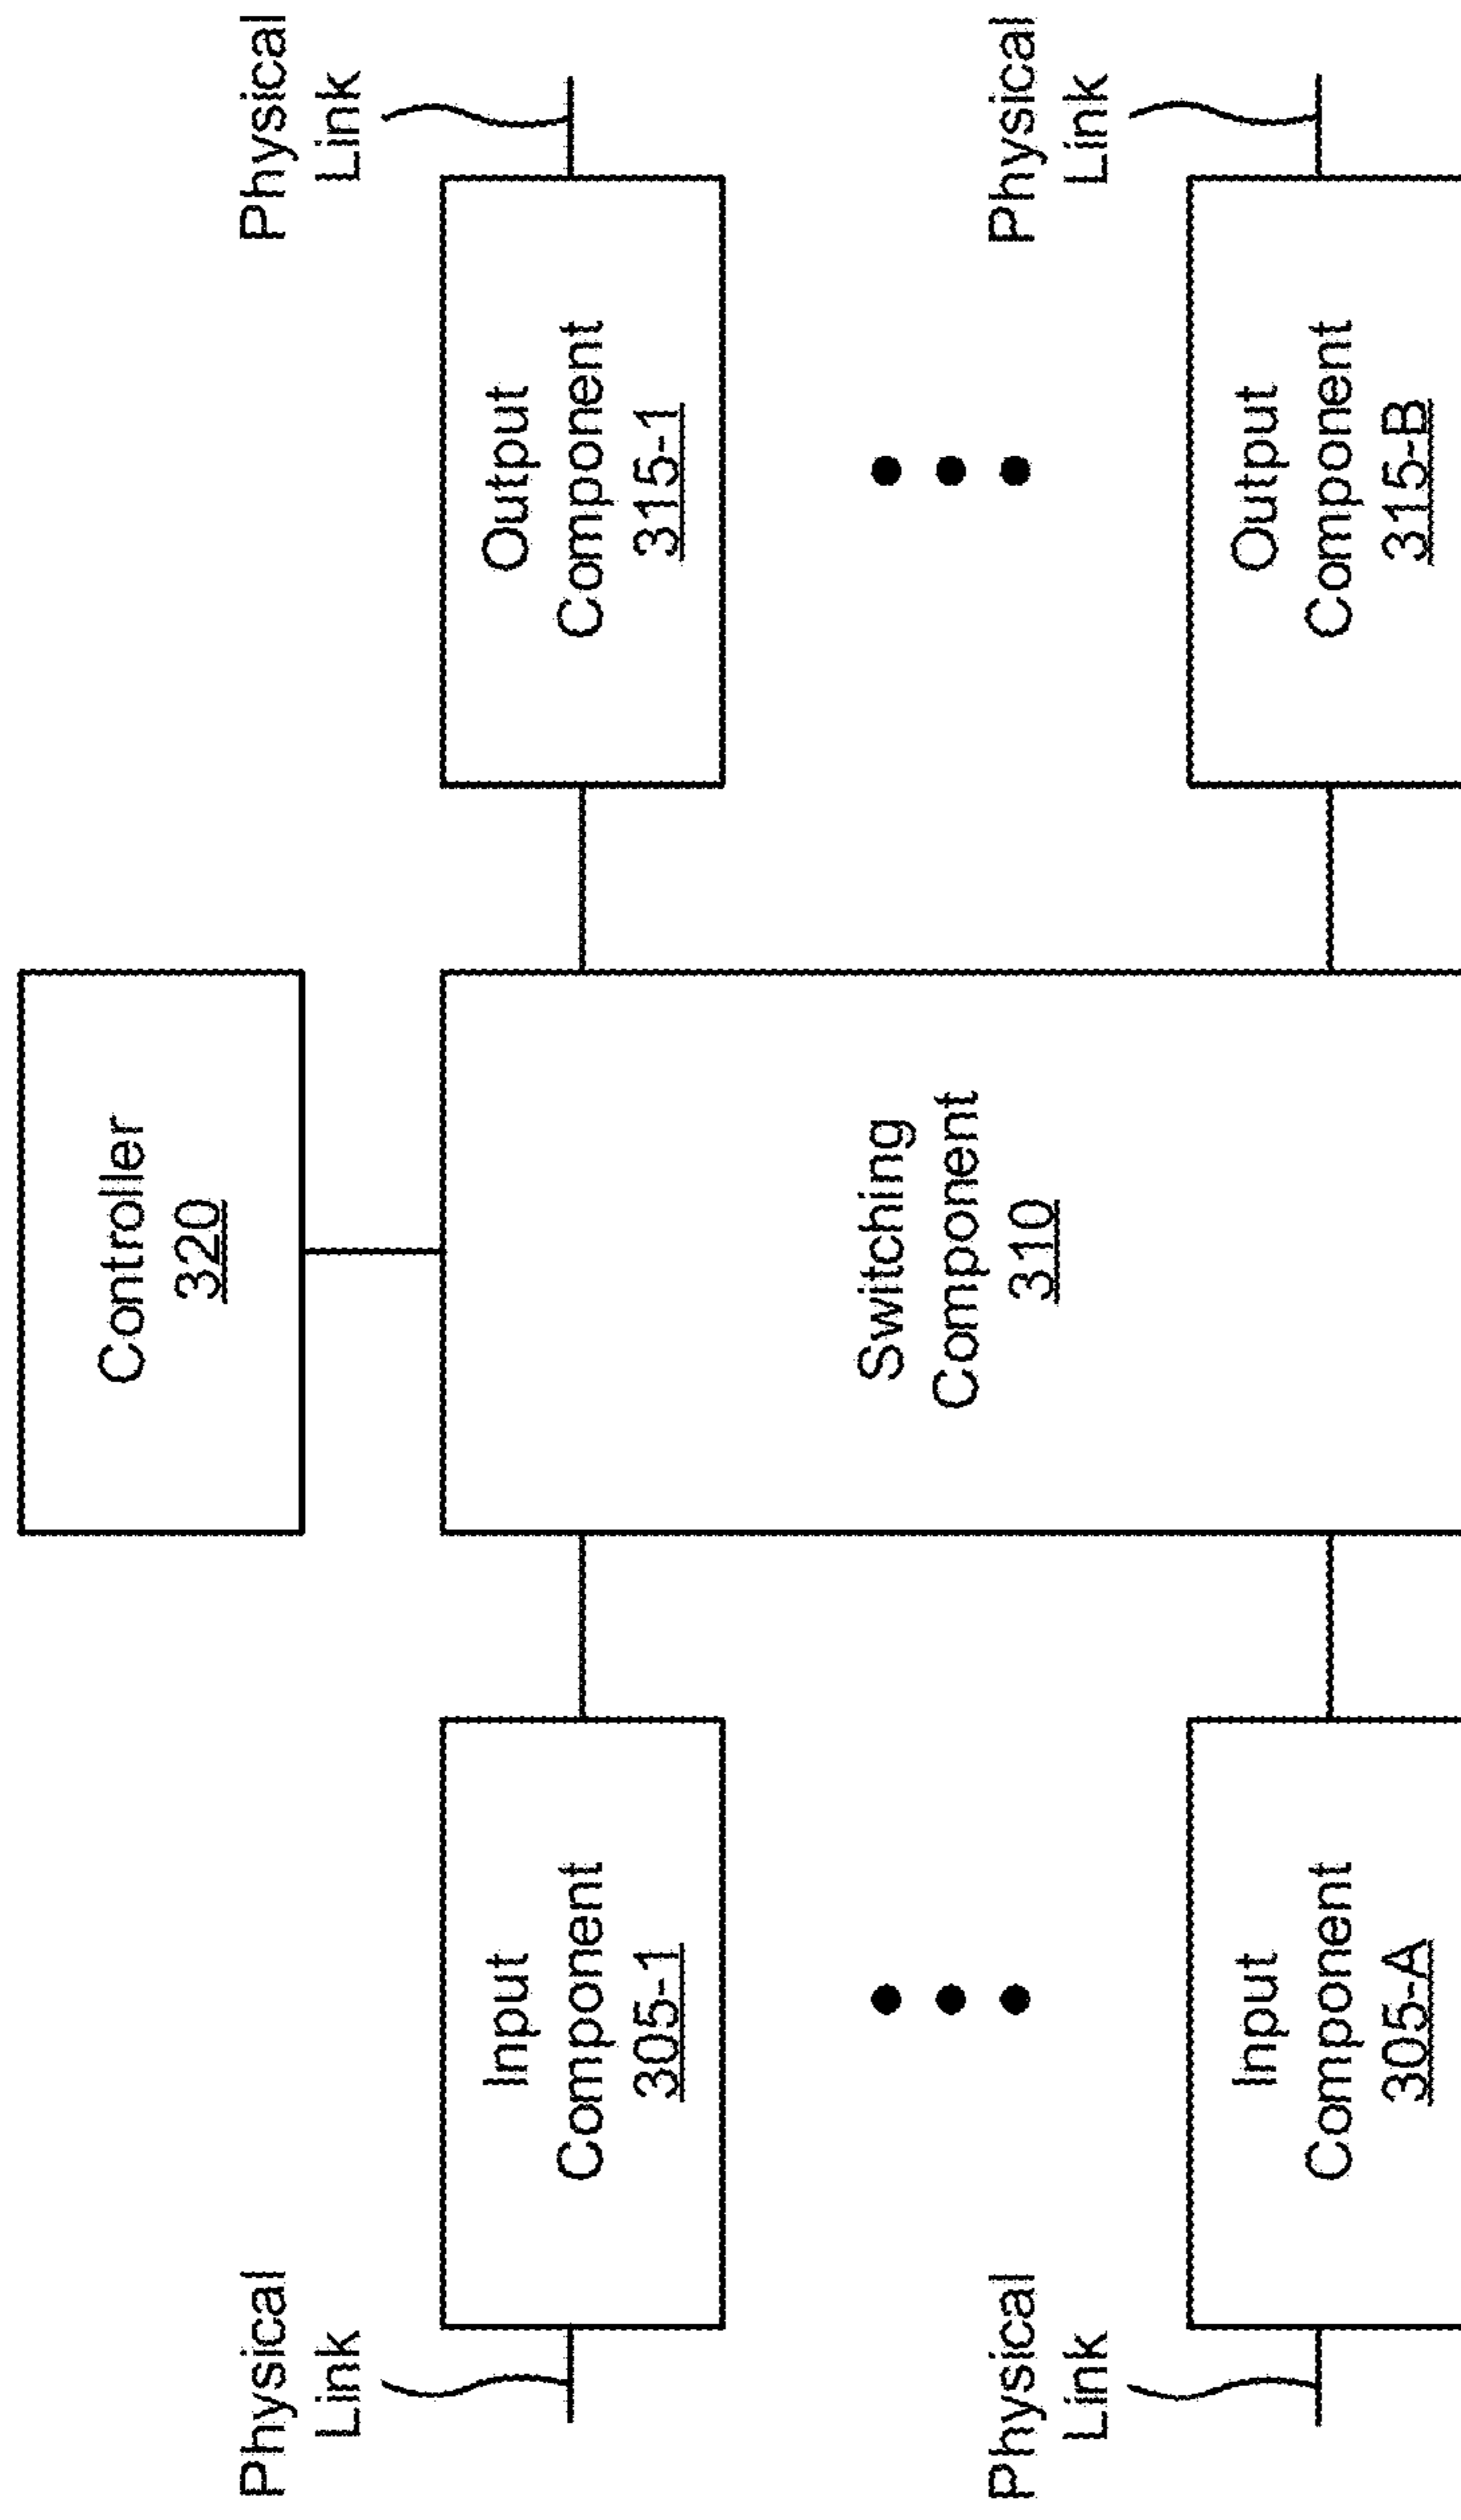 Controller
320
Physical
Link
Input
Component
305-1
Switching
Component
310
Output
Component
315-1
Physical
Link
Physical
Link
Input
Component
305-A
Output
Component
315-B
Physical
Link